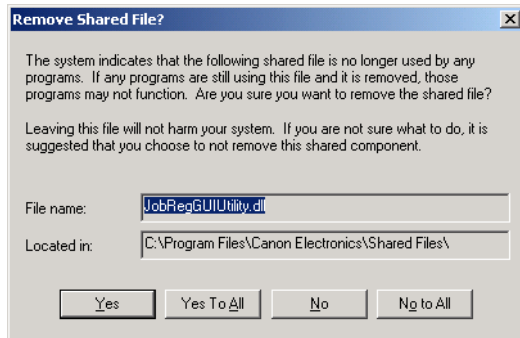 Remove Shared File?
The system indicates that the following shared file is no longer used by any
programs. If any programs are still using this file and it is removed, those
programs may not function. Are you sure you want to remove the shared file?
Leaving this file will not harm your system. If you are not sure what to do, it is
suggested that you choose to not remove this shared component.
File name: JobRegGUIUtility.dll
Located in: C:\Program Files\Canon Electronics\Shared Files\
Yes Yes To All No No to All